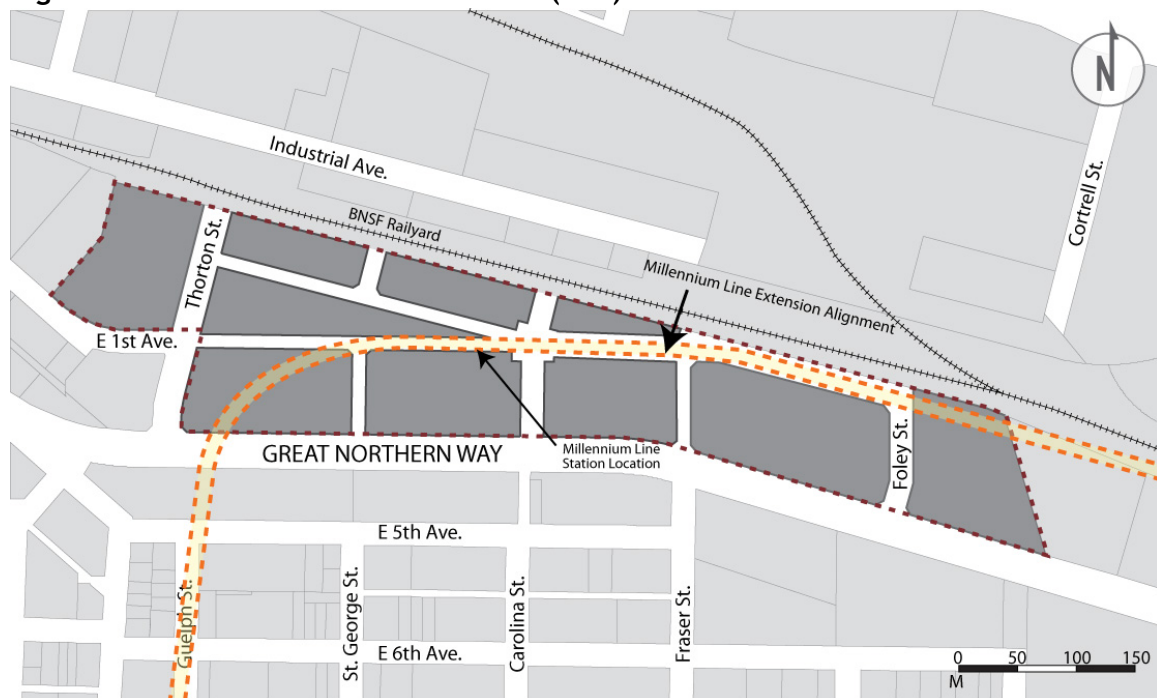 N
Industrial Ave.
Cortrell St.
BNSF Railyard
Thorton St.
Millennium Line Extension Alignment
E 1st Ave.
GREAT NORTHERN WAY
Millennium Line
Station Location
Foley St.
E 5th Ave.
Guelph St.
St. George St.
Carolina St.
Fraser St.
E 6th Ave.
0 50 100 150
M